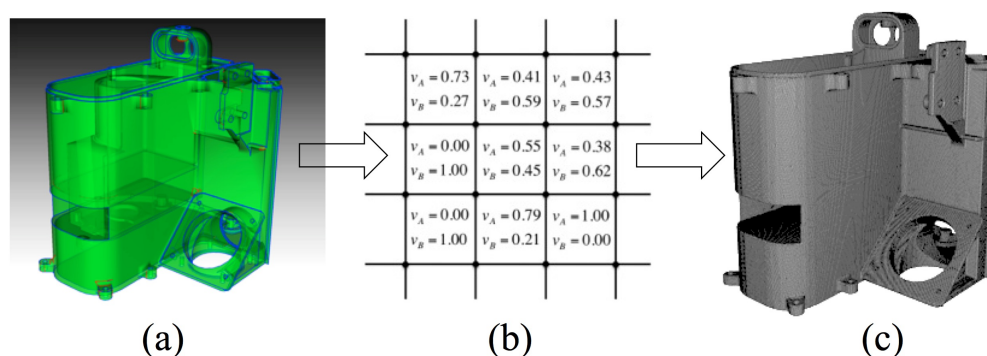 v_A = 0.73 v_A = 0.41 v_A = 0.43
v_B = 0.27 v_B = 0.59 v_B = 0.57
v_A = 0.00 v_A = 0.55 v_A = 0.38
v_B = 1.00 v_B = 0.45 v_B = 0.62
v_A = 0.00 v_A = 0.79 v_A = 1.00
v_B = 1.00 v_B = 0.21 v_B = 0.00
(a) (b) (c)